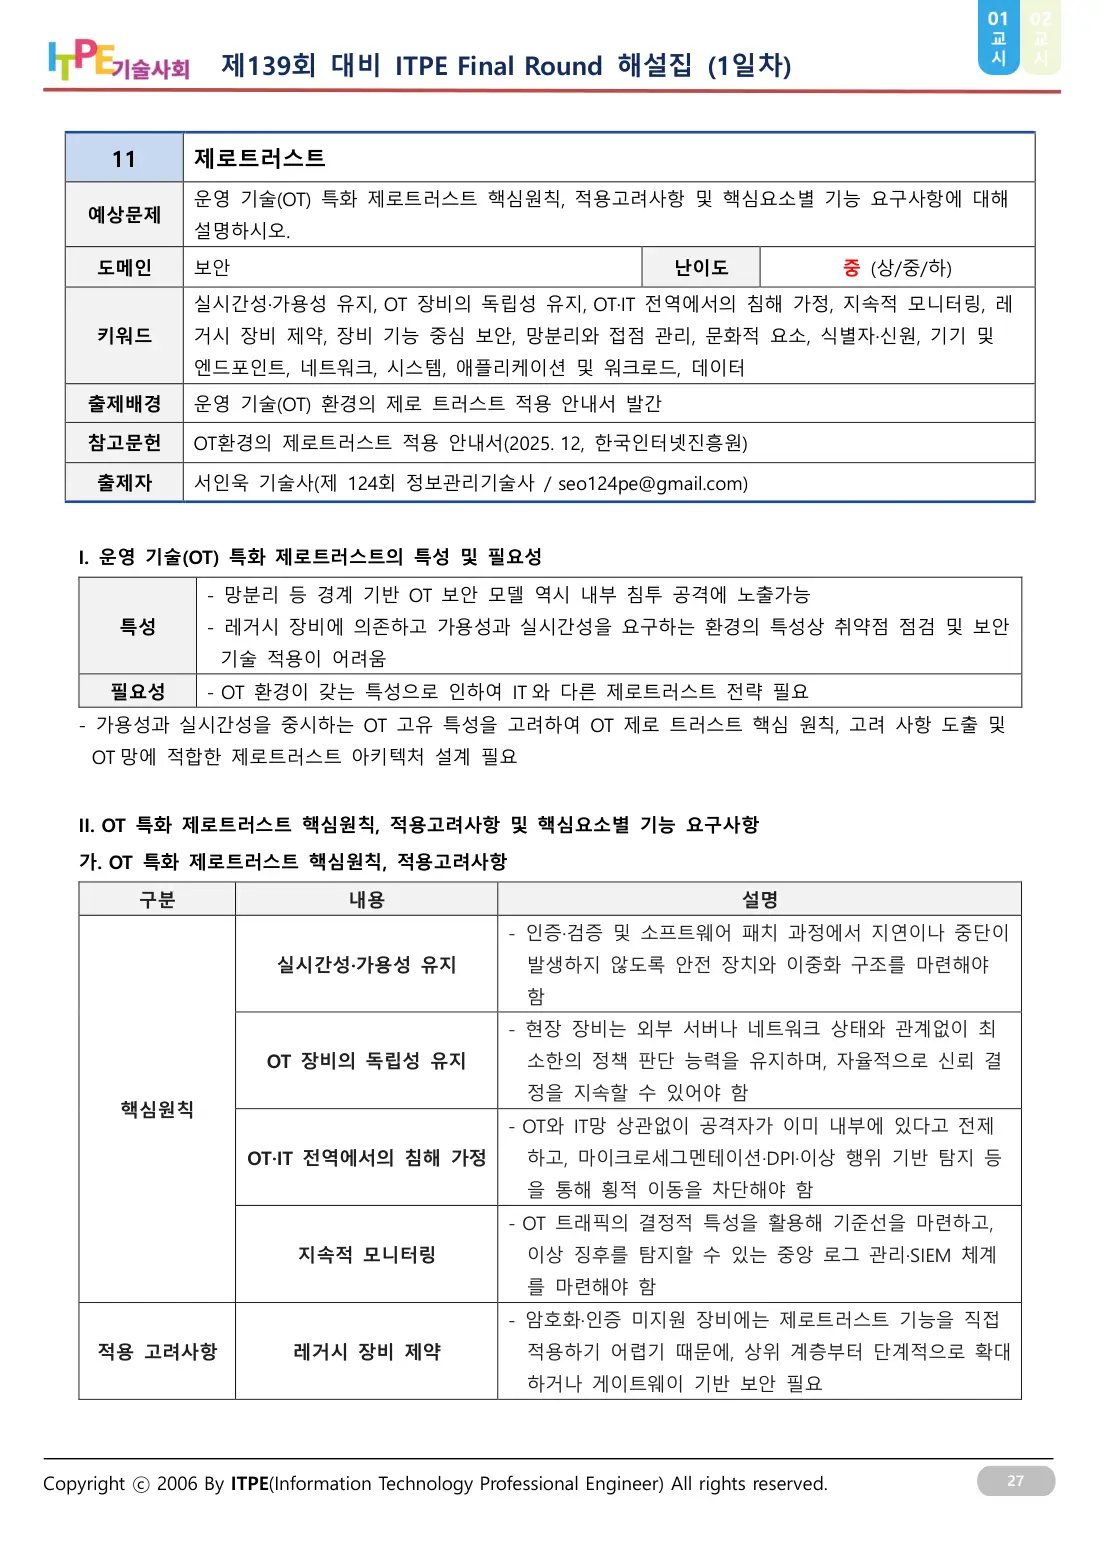 01
교
시
02
교
시
ITPE기술사회 제139회 대비 ITPE Final Round 해설집 (1일차)
11 제로트러스트
예상문제 운영 기술(OT) 특화 제로트러스트 핵심원칙, 적용고려사항 및 핵심요소별 기능 요구사항에 대해
설명하시오.
도메인 보안 난이도 중 (상/중/하)
키워드 실시간성·가용성 유지, OT 장비의 독립성 유지, OT·IT 전역에서의 침해 가정, 지속적 모니터링, 레
거시 장비 제약, 장비 기능 중심 보안, 망분리와 접점 관리, 문화적 요소, 식별자·신원, 기기 및
엔드포인트, 네트워크, 시스템, 애플리케이션 및 워크로드, 데이터
출제배경 운영 기술(OT) 환경의 제로 트러스트 적용 안내서 발간
참고문헌 OT환경의 제로트러스트 적용 안내서(2025. 12, 한국인터넷진흥원)
출제자 서인욱 기술사(제 124회 정보관리기술사 / seo124pe@gmail.com)
I. 운영 기술(OT) 특화 제로트러스트의 특성 및 필요성
특성 - 망분리 등 경계 기반 OT 보안 모델 역시 내부 침투 공격에 노출가능
- 레거시 장비에 의존하고 가용성과 실시간성을 요구하는 환경의 특성상 취약점 점검 및 보안
기술 적용이 어려움
필요성 - OT 환경이 갖는 특성으로 인하여 IT와 다른 제로트러스트 전략 필요
- 가용성과 실시간성을 중시하는 OT 고유 특성을 고려하여 OT 제로 트러스트 핵심 원칙, 고려 사항 도출 및
OT망에 적합한 제로트러스트 아키텍처 설계 필요
II. OT 특화 제로트러스트 핵심원칙, 적용고려사항 및 핵심요소별 기능 요구사항
가. OT 특화 제로트러스트 핵심원칙, 적용고려사항
구분 내용 설명
핵심원칙
실시간성·가용성 유지
- 인증·검증 및 소프트웨어 패치 과정에서 지연이나 중단이
발생하지 않도록 안전 장치와 이중화 구조를 마련해야
함
OT 장비의 독립성 유지
- 현장 장비는 외부 서버나 네트워크 상태와 관계없이 최
소한의 정책 판단 능력을 유지하며, 자율적으로 신뢰 결
정을 지속할 수 있어야 함
OT·IT 전역에서의 침해 가정
- OT와 IT망 상관없이 공격자가 이미 내부에 있다고 전제
하고, 마이크로세그멘테이션·DPI·이상 행위 기반 탐지 등
을 통해 횡적 이동을 차단해야 함
지속적 모니터링
- OT 트래픽의 결정적 특성을 활용해 기준선을 마련하고,
이상 징후를 탐지할 수 있는 중앙 로그 관리·SIEM 체계
를 마련해야 함
적용 고려사항
레거시 장비 제약
- 암호화·인증 미지원 장비에는 제로트러스트 기능을 직접
적용하기 어렵기 때문에, 상위 계층부터 단계적으로 확대
하거나 게이트웨이 기반 보안 필요
Copyright ⓒ 2006 By ITPE(Information Technology Professional Engineer) All rights reserved.
27